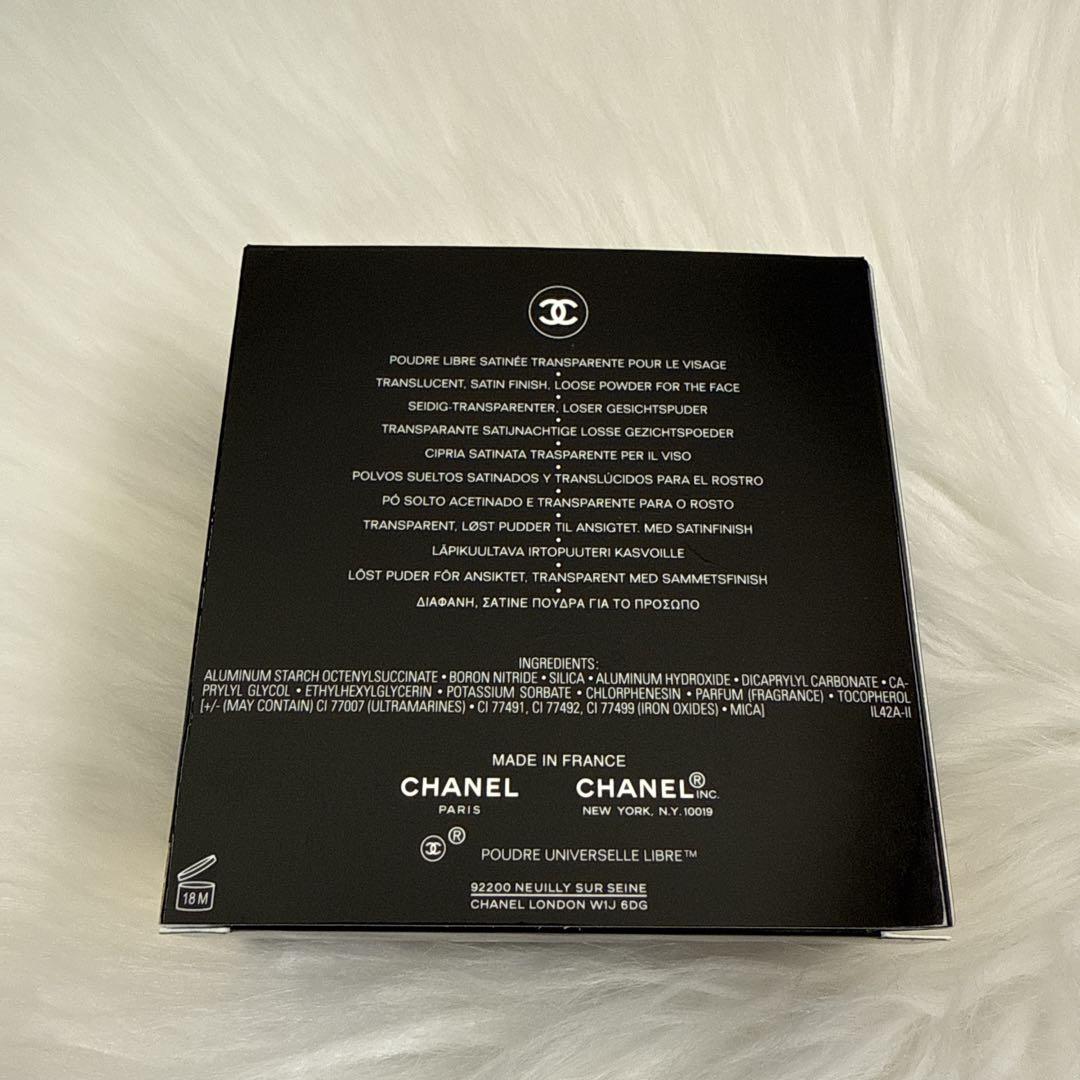 POUDRE LIBRE SATINÉE TRANSPARENTE POUR LE VISAGE
•
TRANSLUCENT, SATIN FINISH, LOOSE POWDER FOR THE FACE
•
SEIDIG-TRANSPARENTER, LOSER GESICHTSPUDER
•
TRANSPARANTE SATIJNACHTIGE LOSSE GEZICHTSPOEDER
•
CIPRIA SATINATA TRASPARENTE PER IL VISO
•
POLVOS SUELTOS SATINADOS Y TRANSLÚCIDOS PARA EL ROSTRO
•
PÓ SOLTO ACETINADO E TRANSPARENTE PARA O ROSTO
•
TRANSPARENT, LØST PUDDER TIL ANSIGTET. MED SATINFINISH
•
LÄPIKUULTAVA IRTOPUUTERI KASVOILLE
•
LÖST PUDER FÖR ANSIKTET, TRANSPARENT MED SAMMETSFINISH
•
ΔΙΑΦΑΝΗ, ΣΑΤΙΝΕ ΠΟΥΔΡΑ ΓΙΑ ΤΟ ΠΡΟΣΩΠΟ
INGREDIENTS:
ALUMINUM STARCH OCTENYLSUCCINATE • BORON NITRIDE • SILICA • ALUMINUM HYDROXIDE • DICAPRYLYL CARBONATE • CA-
PRYLYL GLYCOL • ETHYLHEXYLGLYCERIN • POTASSIUM SORBATE • CHLORPHENESIN • PARFUM (FRAGRANCE) • TOCOPHEROL
[+/- (MAY CONTAIN) CI 77007 (ULTRAMARINES) • CI 77491, CI 77492, CI 77499 (IRON OXIDES) • MICA] IL42A-II
MADE IN FRANCE
CHANEL CHANEL® INC.
PARIS NEW YORK, N.Y. 10019
® POUDRE UNIVERSELLE LIBRE™
92200 NEUILLY SUR SEINE
CHANEL LONDON W1J 6DG
18 M